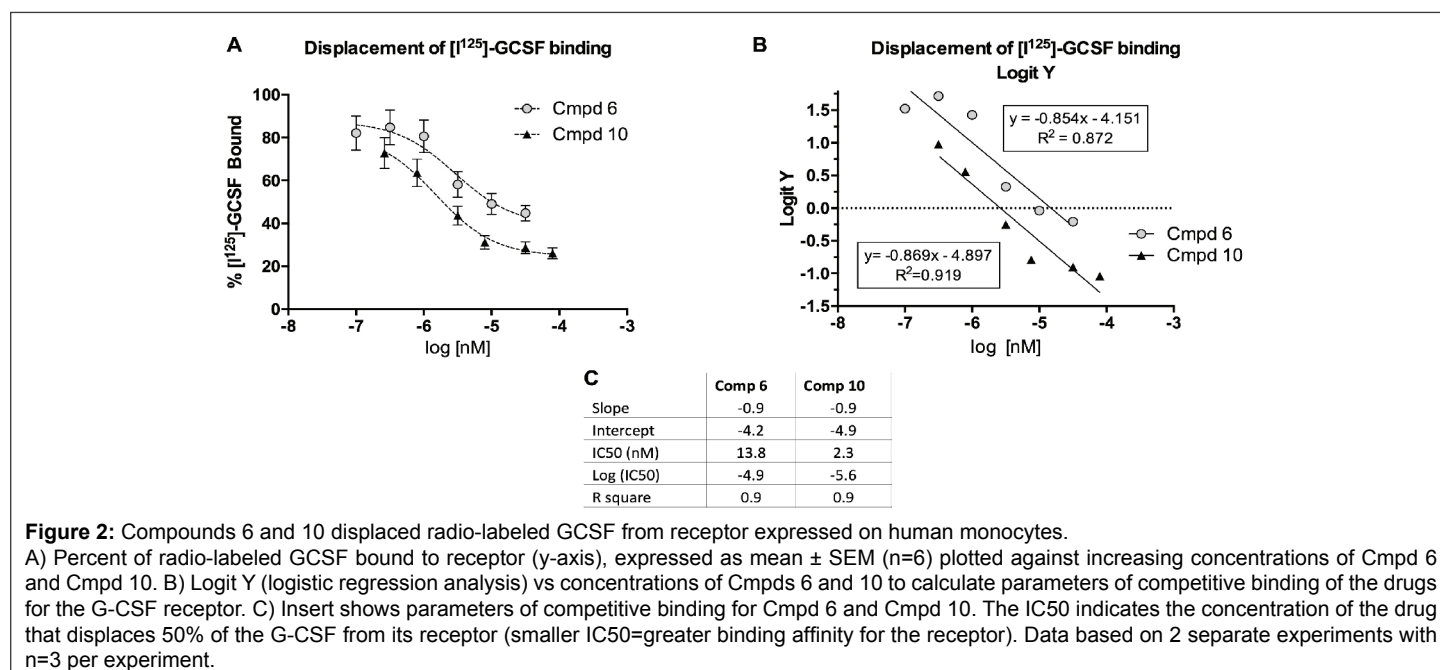 A
Displacement of [I¹²⁵]-GCSF binding
100
80
60
40
20
0
% [I¹²⁵]-GCSF Bound
-8
-7
-6
-5
-4
-3
log [nM]
Cmpd 6
Cmpd 10
B
Displacement of [I¹²⁵]-GCSF binding
Logit Y
1.5
1.0
0.5
0.0
-0.5
-1.0
-1.5
Logit Y
y = -0.854x - 4.151
R² = 0.872
y= -0.869x - 4.897
R²=0.919
Cmpd 6
Cmpd 10
-8
-7
-6
-5
-4
-3
log [nM]
C
Comp 6 Comp 10
Slope -0.9 -0.9
Intercept -4.2 -4.9
IC50 (nM) 13.8 2.3
Log (IC50) -4.9 -5.6
R square 0.9 0.9
Figure 2: Compounds 6 and 10 displaced radio-labeled GCSF from receptor expressed on human monocytes.
A) Percent of radio-labeled GCSF bound to receptor (y-axis), expressed as mean ± SEM (n=6) plotted against increasing concentrations of Cmpd 6
and Cmpd 10. B) Logit Y (logistic regression analysis) vs concentrations of Cmpds 6 and 10 to calculate parameters of competitive binding of the drugs
for the G-CSF receptor. C) Insert shows parameters of competitive binding for Cmpd 6 and Cmpd 10. The IC50 indicates the concentration of the drug
that displaces 50% of the G-CSF from its receptor (smaller IC50=greater binding affinity for the receptor). Data based on 2 separate experiments with
n=3 per experiment.